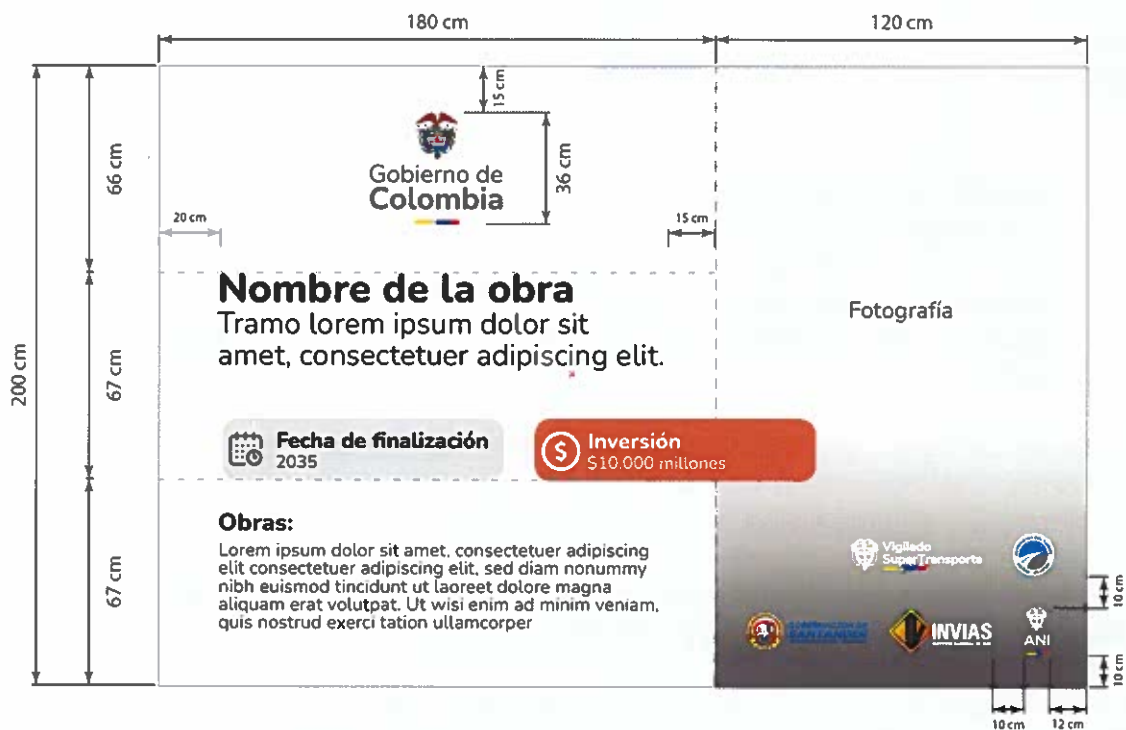 180 cm
120 cm
200 cm
66 cm
67 cm
67 cm
15 cm
36 cm
20 cm
15 cm
Gobierno de
Colombia
Nombre de la obra
Tramo lorem ipsum dolor sit
amet, consectetuer adipiscing elit.
Fecha de finalización
2035
Inversión
$10.000 millones
Obras:
Lorem ipsum dolor sit amet, consectetuer adipiscing
elit consectetuer adipiscing elit, sed diam nonummy
nibh euismod tincidunt ut laoreet dolore magna
aliquam erat volutpat. Ut wisi enim ad minim veniam,
quis nostrud exerci tation ullamcorper
Fotografía
Vigilado
SuperTransporte
SANTANDER
INVIAS
ANI
10 cm
10 cm
10 cm
12 cm